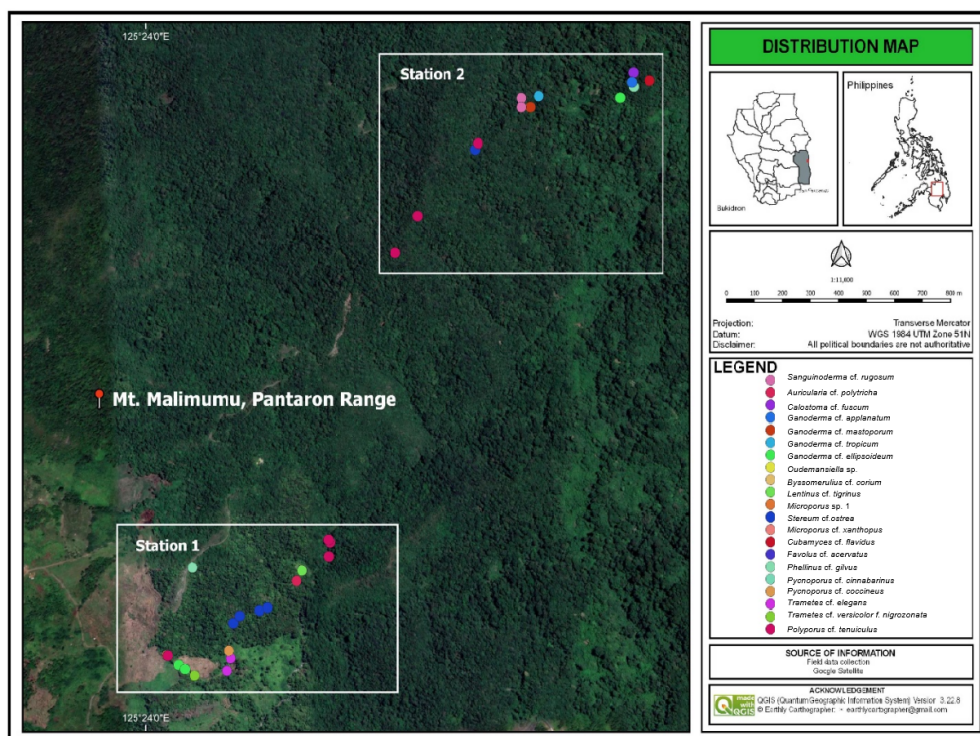 125°24'0"E
Station 2
Mt. Malimumu, Pantaron Range
Station 1
125°24'0"E
DISTRIBUTION MAP
Bukidnon
Philippines
1:11,000
0 100 200 300 400 500 600 700 800 m
Projection: Transverse Mercator
Datum: WGS 1984 UTM Zone 51N
Disclaimer: All political boundaries are not authoritative
LEGEND
Sanguinoderma cf. rugosum
Auricularia cf. polytricha
Calostoma cf. fuscum
Ganoderma cf. applanatum
Ganoderma cf. mastoporum
Ganoderma cf. tropicum
Ganoderma cf. ellipsoideum
Oudemansiella sp.
Byssomerulius cf. corium
Lentinus cf. tigrinus
Microporus sp. 1
Stereum cf.ostrea
Microporus cf. xanthopus
Cubamyces cf. flavidus
Favolus cf. acervatus
Phellinus cf. gilvus
Pycnoporus cf. cinnabarinus
Pycnoporus cf. coccineus
Trametes cf. elegans
Trametes cf. versicolor f. nigrozonata
Polyporus cf. tenuiculus
SOURCE OF INFORMATION
Field data collection
Google Satellite
ACKNOWLEDGEMENT
made with QGIS
QGIS (QuantumGeographic Information System) Version 3.22.8
© Earthly Carthographer: - earthlycartographer@gmail.com